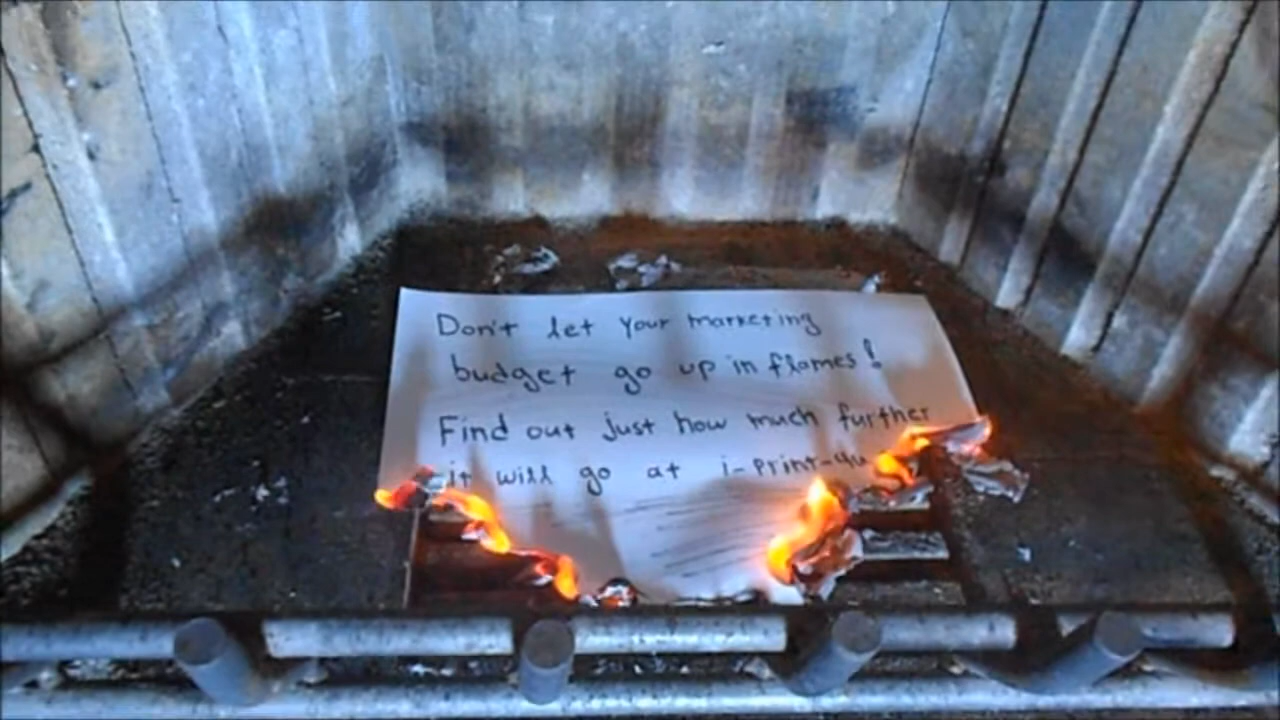 Don't let your marketing
budget go up in flames!
Find out just how much further
it will go at i-print-qu